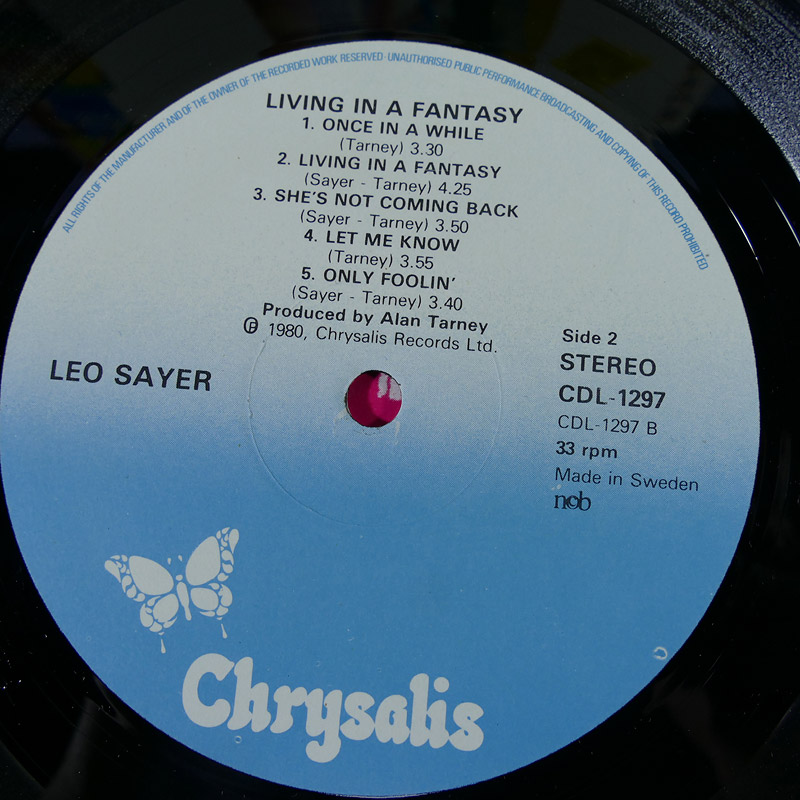 ALL RIGHTS OF THE MANUFACTURER AND OF THE OWNER OF THE RECORDED WORK RESERVED · UNAUTHORISED PUBLIC PERFORMANCE BROADCASTING AND COPYING OF THIS RECORD PROHIBITED
LIVING IN A FANTASY
1. ONCE IN A WHILE
(Tarney) 3.30
2. LIVING IN A FANTASY
(Sayer - Tarney) 4.25
3. SHE'S NOT COMING BACK
(Sayer - Tarney) 3.50
4. LET ME KNOW
(Tarney) 3.55
5. ONLY FOOLIN'
(Sayer - Tarney) 3.40
Produced by Alan Tarney
℗ 1980, Chrysalis Records Ltd.
LEO SAYER
Side 2
STEREO
CDL-1297
CDL-1297 B
33 rpm
Made in Sweden
ncb
Chrysalis